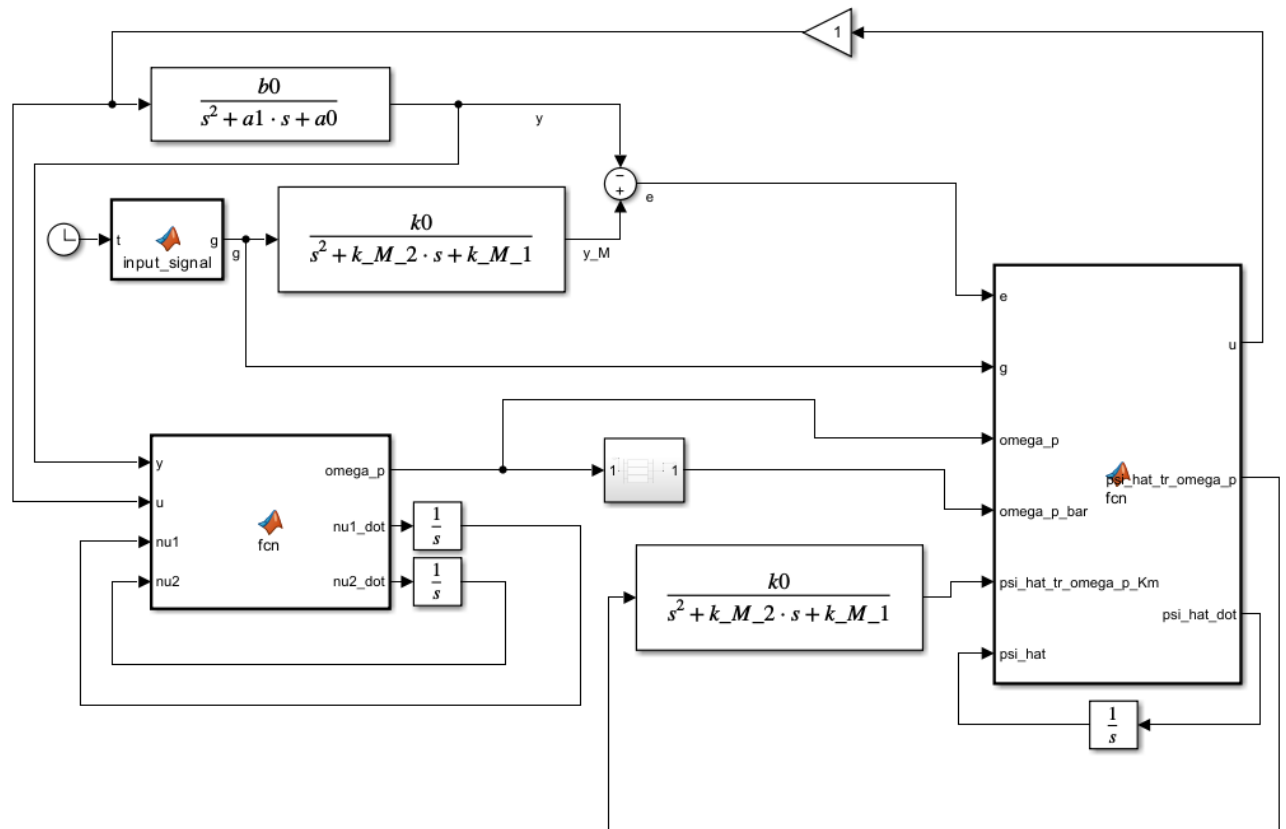 1
b0
s² + a1 · s + a0
y
e
t
g
input_signal
g
k0
s² + k_M_2 · s + k_M_1
y_M
−
+
e
g
omega_p
omega_p_bar
psi_hat_tr_omega_p_Km
psi_hat
u
psi_hat_tr_omega_p
fcn
psi_hat_dot
y
u
nu1
nu2
fcn
omega_p
nu1_dot
nu2_dot
1
s
1
s
1
1
k0
s² + k_M_2 · s + k_M_1
1
s